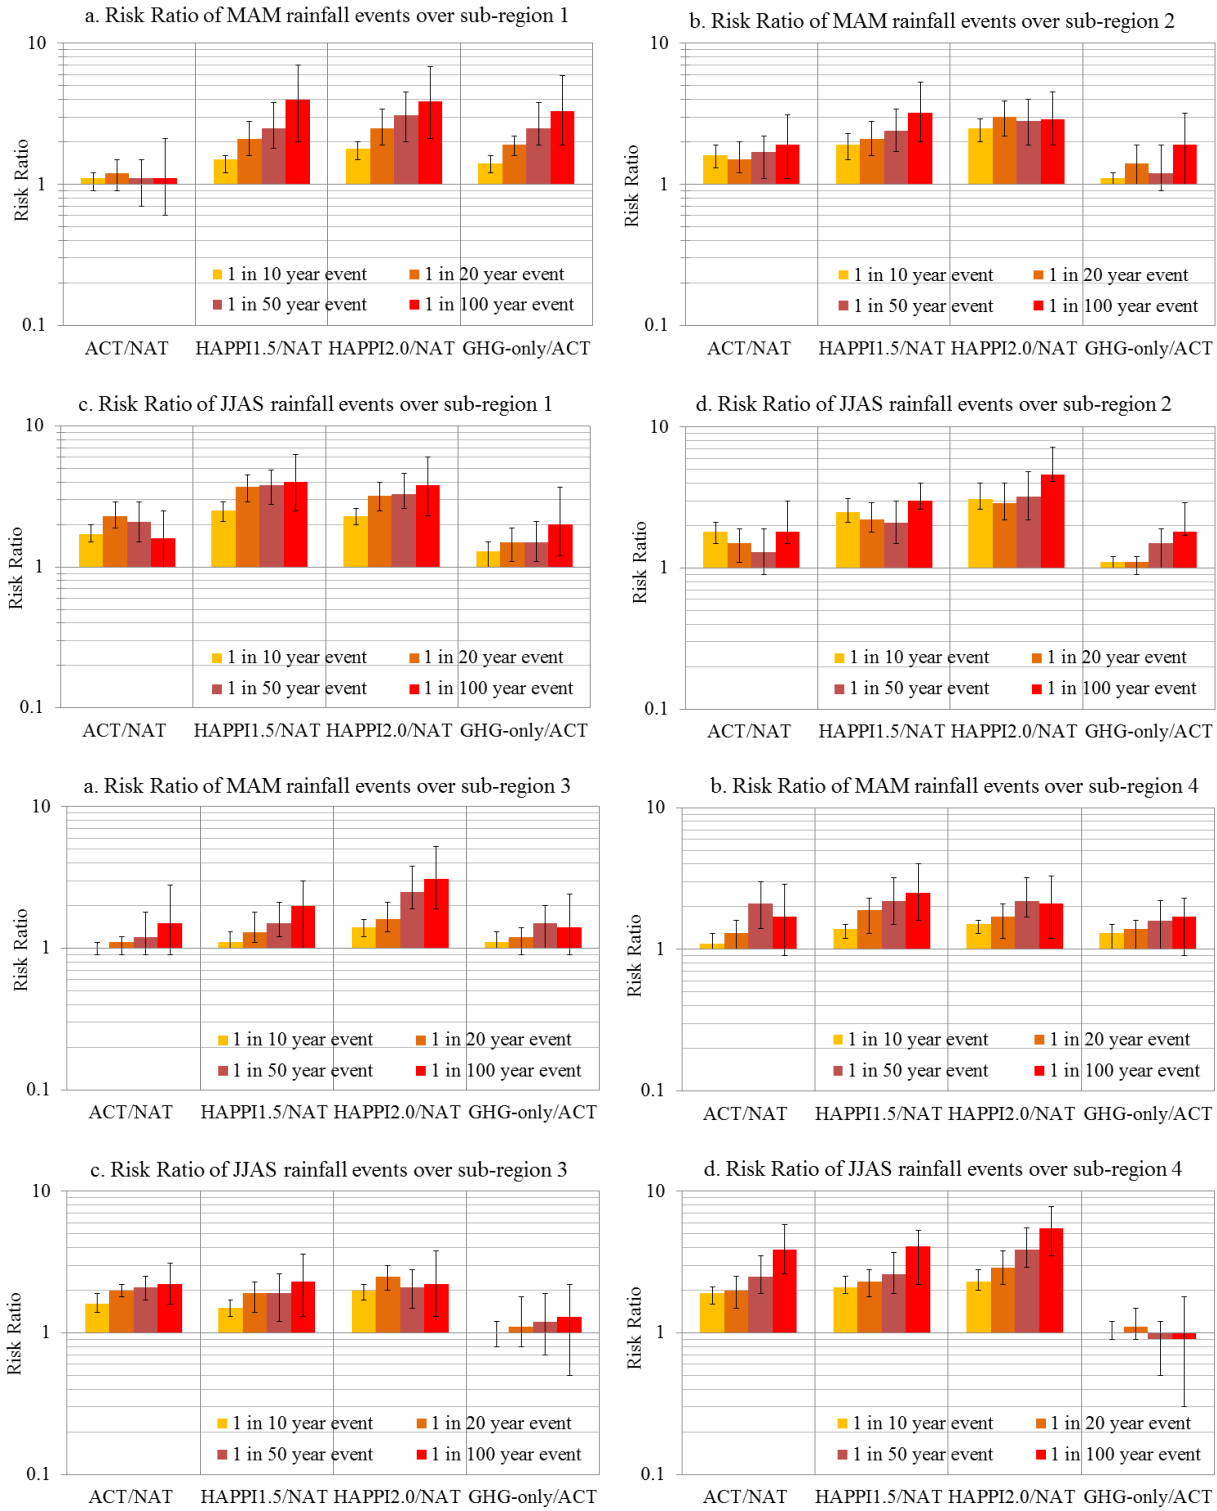 a. Risk Ratio of MAM rainfall events over sub-region 1
10
1
0.1
Risk Ratio
1 in 10 year event
1 in 20 year event
1 in 50 year event
1 in 100 year event
ACT/NAT
HAPPI1.5/NAT
HAPPI2.0/NAT
GHG-only/ACT
b. Risk Ratio of MAM rainfall events over sub-region 2
10
1
0.1
Risk Ratio
1 in 10 year event
1 in 20 year event
1 in 50 year event
1 in 100 year event
ACT/NAT
HAPPI1.5/NAT
HAPPI2.0/NAT
GHG-only/ACT
c. Risk Ratio of JJAS rainfall events over sub-region 1
10
1
0.1
Risk Ratio
1 in 10 year event
1 in 20 year event
1 in 50 year event
1 in 100 year event
ACT/NAT
HAPPI1.5/NAT
HAPPI2.0/NAT
GHG-only/ACT
d. Risk Ratio of JJAS rainfall events over sub-region 2
10
1
0.1
Risk Ratio
1 in 10 year event
1 in 20 year event
1 in 50 year event
1 in 100 year event
ACT/NAT
HAPPI1.5/NAT
HAPPI2.0/NAT
GHG-only/ACT
a. Risk Ratio of MAM rainfall events over sub-region 3
10
1
0.1
Risk Ratio
1 in 10 year event
1 in 20 year event
1 in 50 year event
1 in 100 year event
ACT/NAT
HAPPI1.5/NAT
HAPPI2.0/NAT
GHG-only/ACT
b. Risk Ratio of MAM rainfall events over sub-region 4
10
1
0.1
Risk Ratio
1 in 10 year event
1 in 20 year event
1 in 50 year event
1 in 100 year event
ACT/NAT
HAPPI1.5/NAT
HAPPI2.0/NAT
GHG-only/ACT
c. Risk Ratio of JJAS rainfall events over sub-region 3
10
1
0.1
Risk Ratio
1 in 10 year event
1 in 20 year event
1 in 50 year event
1 in 100 year event
ACT/NAT
HAPPI1.5/NAT
HAPPI2.0/NAT
GHG-only/ACT
d. Risk Ratio of JJAS rainfall events over sub-region 4
10
1
0.1
Risk Ratio
1 in 10 year event
1 in 20 year event
1 in 50 year event
1 in 100 year event
ACT/NAT
HAPPI1.5/NAT
HAPPI2.0/NAT
GHG-only/ACT